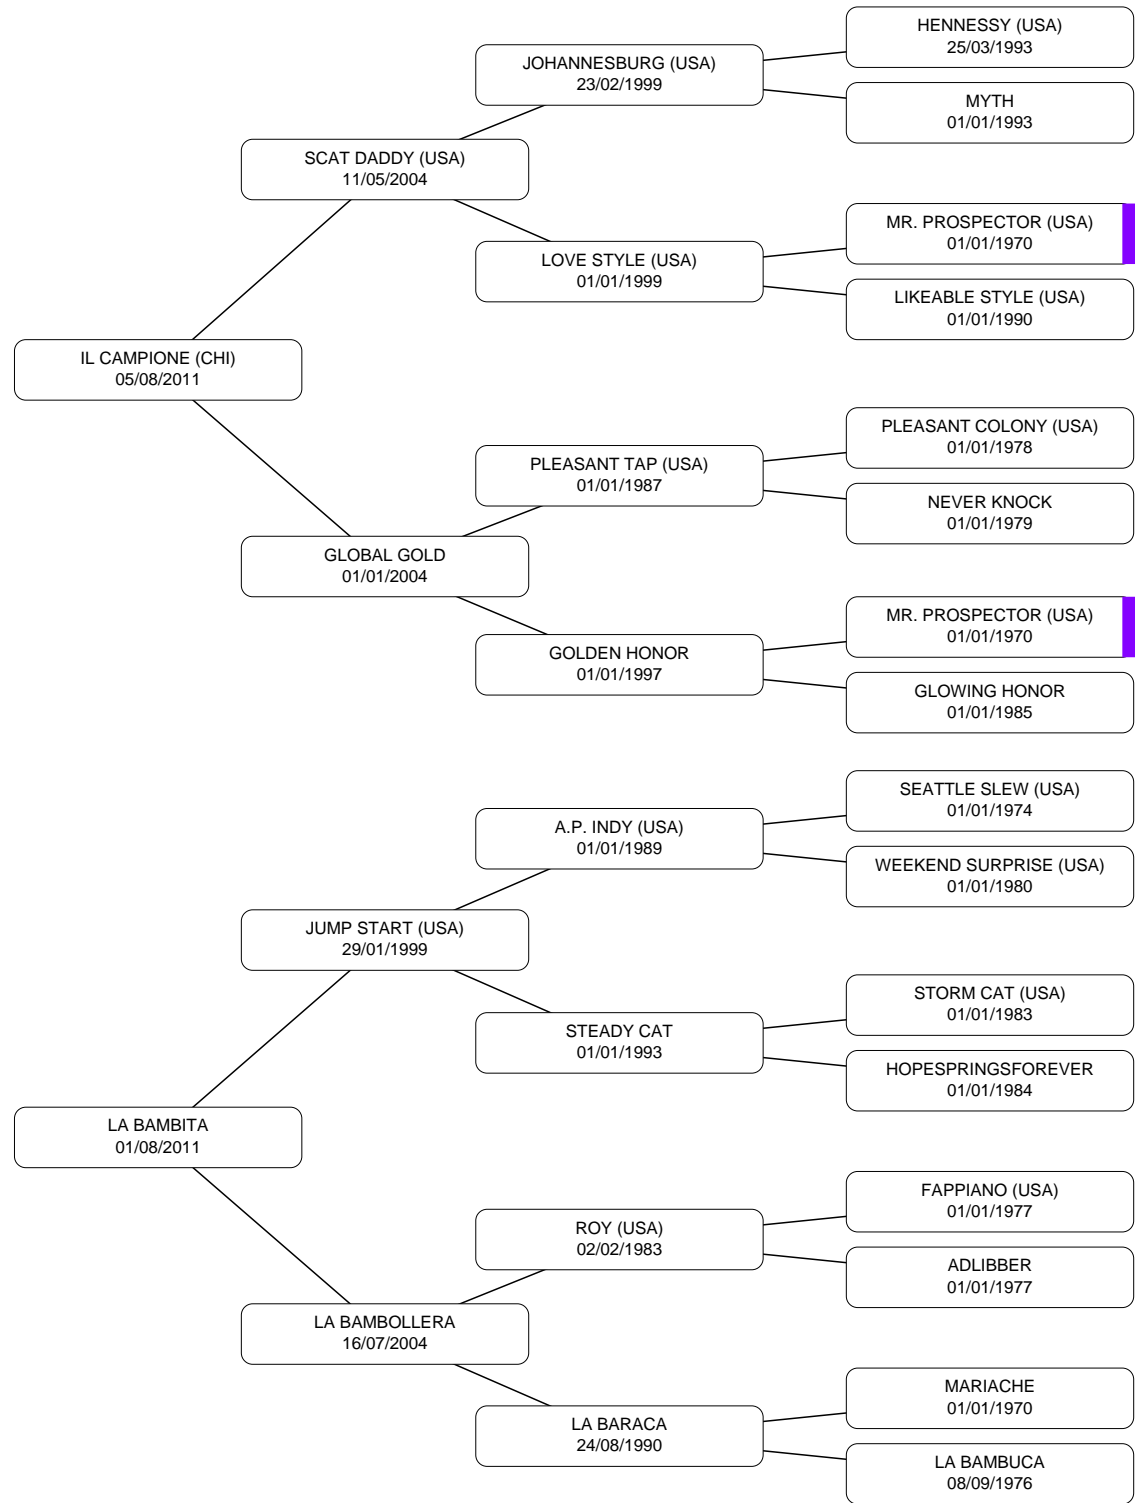 HENNESSY (USA)
25/03/1993
JOHANNESBURG (USA)
23/02/1999
MYTH
01/01/1993
SCAT DADDY (USA)
11/05/2004
MR. PROSPECTOR (USA)
01/01/1970
LOVE STYLE (USA)
01/01/1999
LIKEABLE STYLE (USA)
01/01/1990
IL CAMPIONE (CHI)
05/08/2011
PLEASANT COLONY (USA)
01/01/1978
PLEASANT TAP (USA)
01/01/1987
NEVER KNOCK
01/01/1979
GLOBAL GOLD
01/01/2004
MR. PROSPECTOR (USA)
01/01/1970
GOLDEN HONOR
01/01/1997
GLOWING HONOR
01/01/1985
SEATTLE SLEW (USA)
01/01/1974
A.P. INDY (USA)
01/01/1989
WEEKEND SURPRISE (USA)
01/01/1980
JUMP START (USA)
29/01/1999
STORM CAT (USA)
01/01/1983
STEADY CAT
01/01/1993
HOPESPRINGSFOREVER
01/01/1984
LA BAMBITA
01/08/2011
FAPPIANO (USA)
01/01/1977
ROY (USA)
02/02/1983
ADLIBBER
01/01/1977
LA BAMBOLLERA
16/07/2004
MARIACHE
01/01/1970
LA BARACA
24/08/1990
LA BAMBUCA
08/09/1976